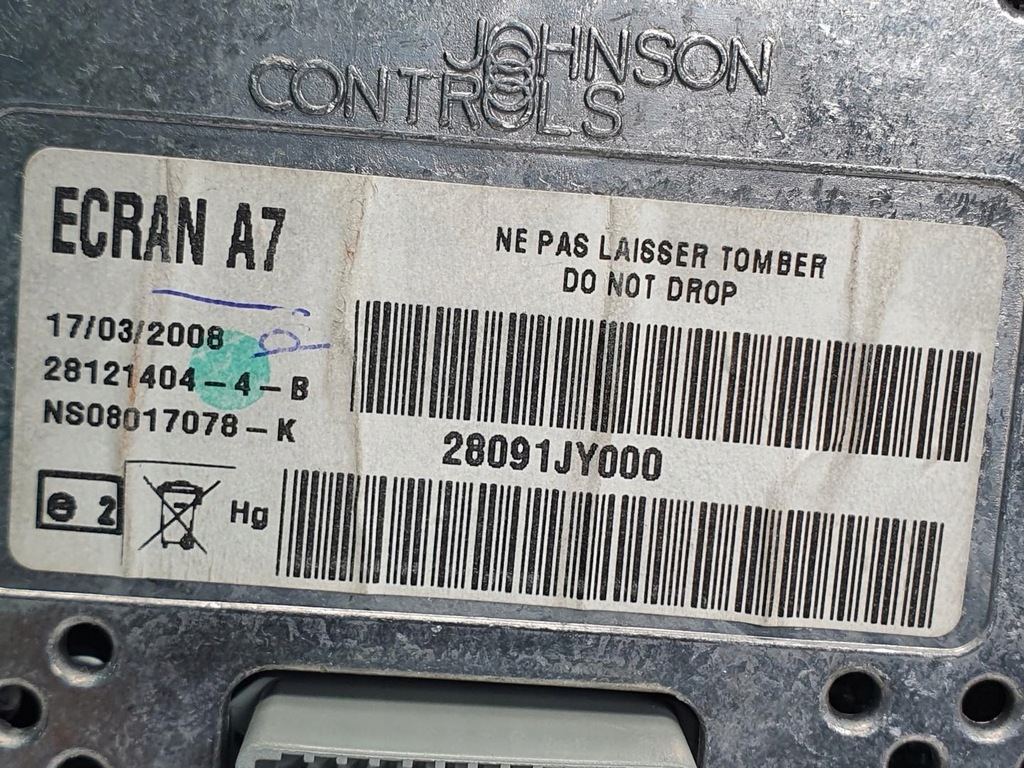 JOHNSON
CONTROLS
ECRAN A7
NE PAS LAISSER TOMBER
DO NOT DROP
17/03/2008
28121404-4-B
NS08017078-K
28091JY000
e 2
Hg